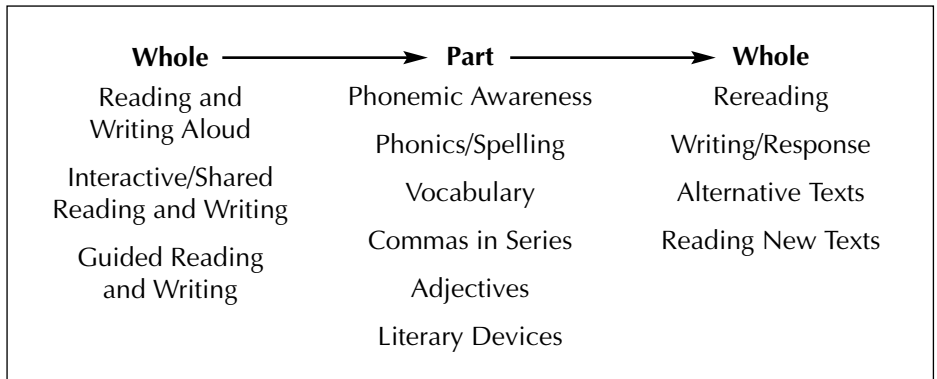 Whole Part Whole
Reading and
Writing Aloud
Interactive/Shared
Reading and Writing
Guided Reading
and Writing
Phonemic Awareness
Phonics/Spelling
Vocabulary
Commas in Series
Adjectives
Literary Devices
Rereading
Writing/Response
Alternative Texts
Reading New Texts